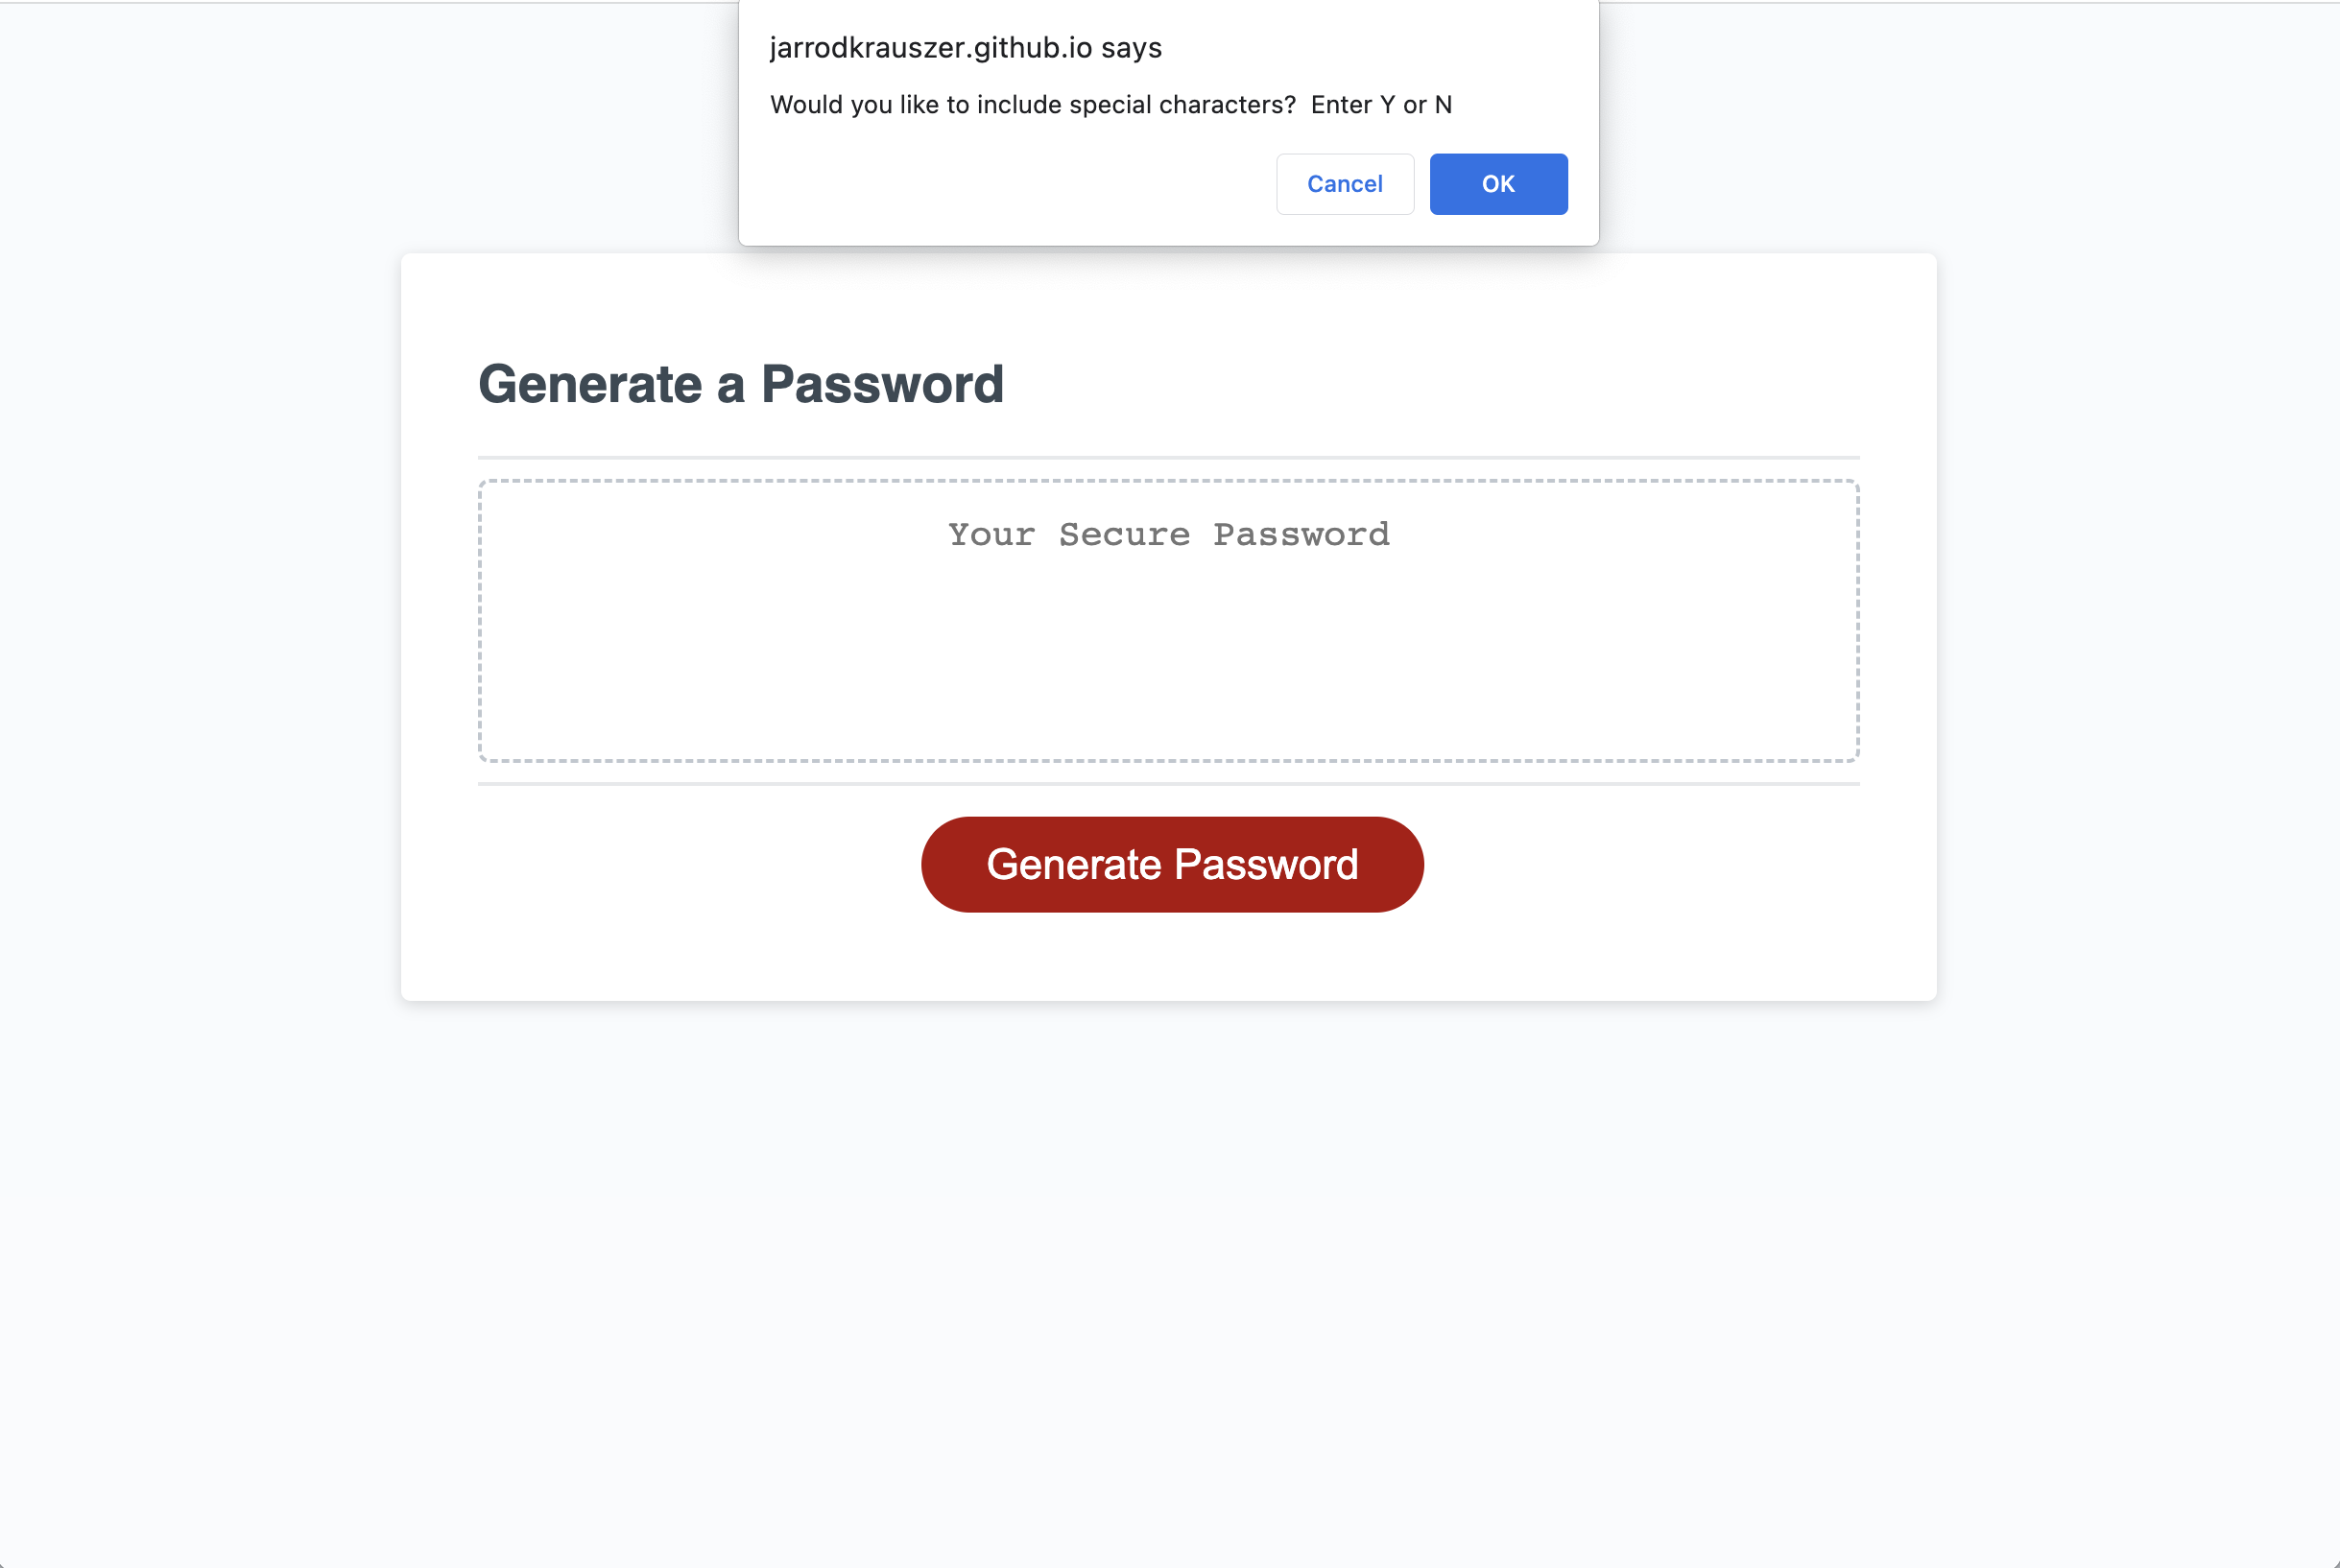 jarrodkrauszer.github.io says
Would you like to include special characters?  Enter Y or N
Cancel
OK
Generate a Password
Your Secure Password
Generate Password